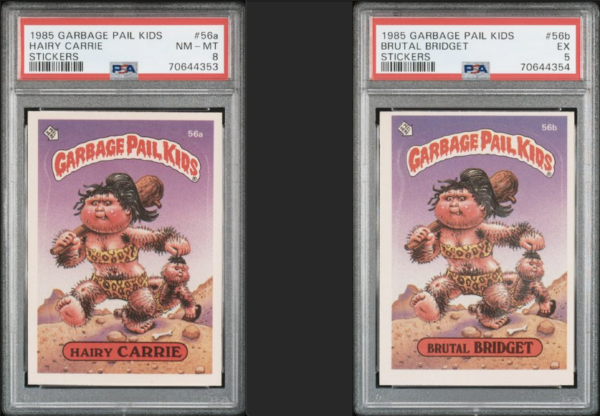 1985 GARBAGE PAIL KIDS #56a
HAIRY CARRIE NM - MT
STICKERS 8
PSA 70644353
56a
GARBAGE PAIL KIDS
HAIRY CARRIE
1985 GARBAGE PAIL KIDS #56b
BRUTAL BRIDGET EX
STICKERS 5
PSA 70644354
56b
GARBAGE PAIL KIDS
BRUTAL BRIDGET